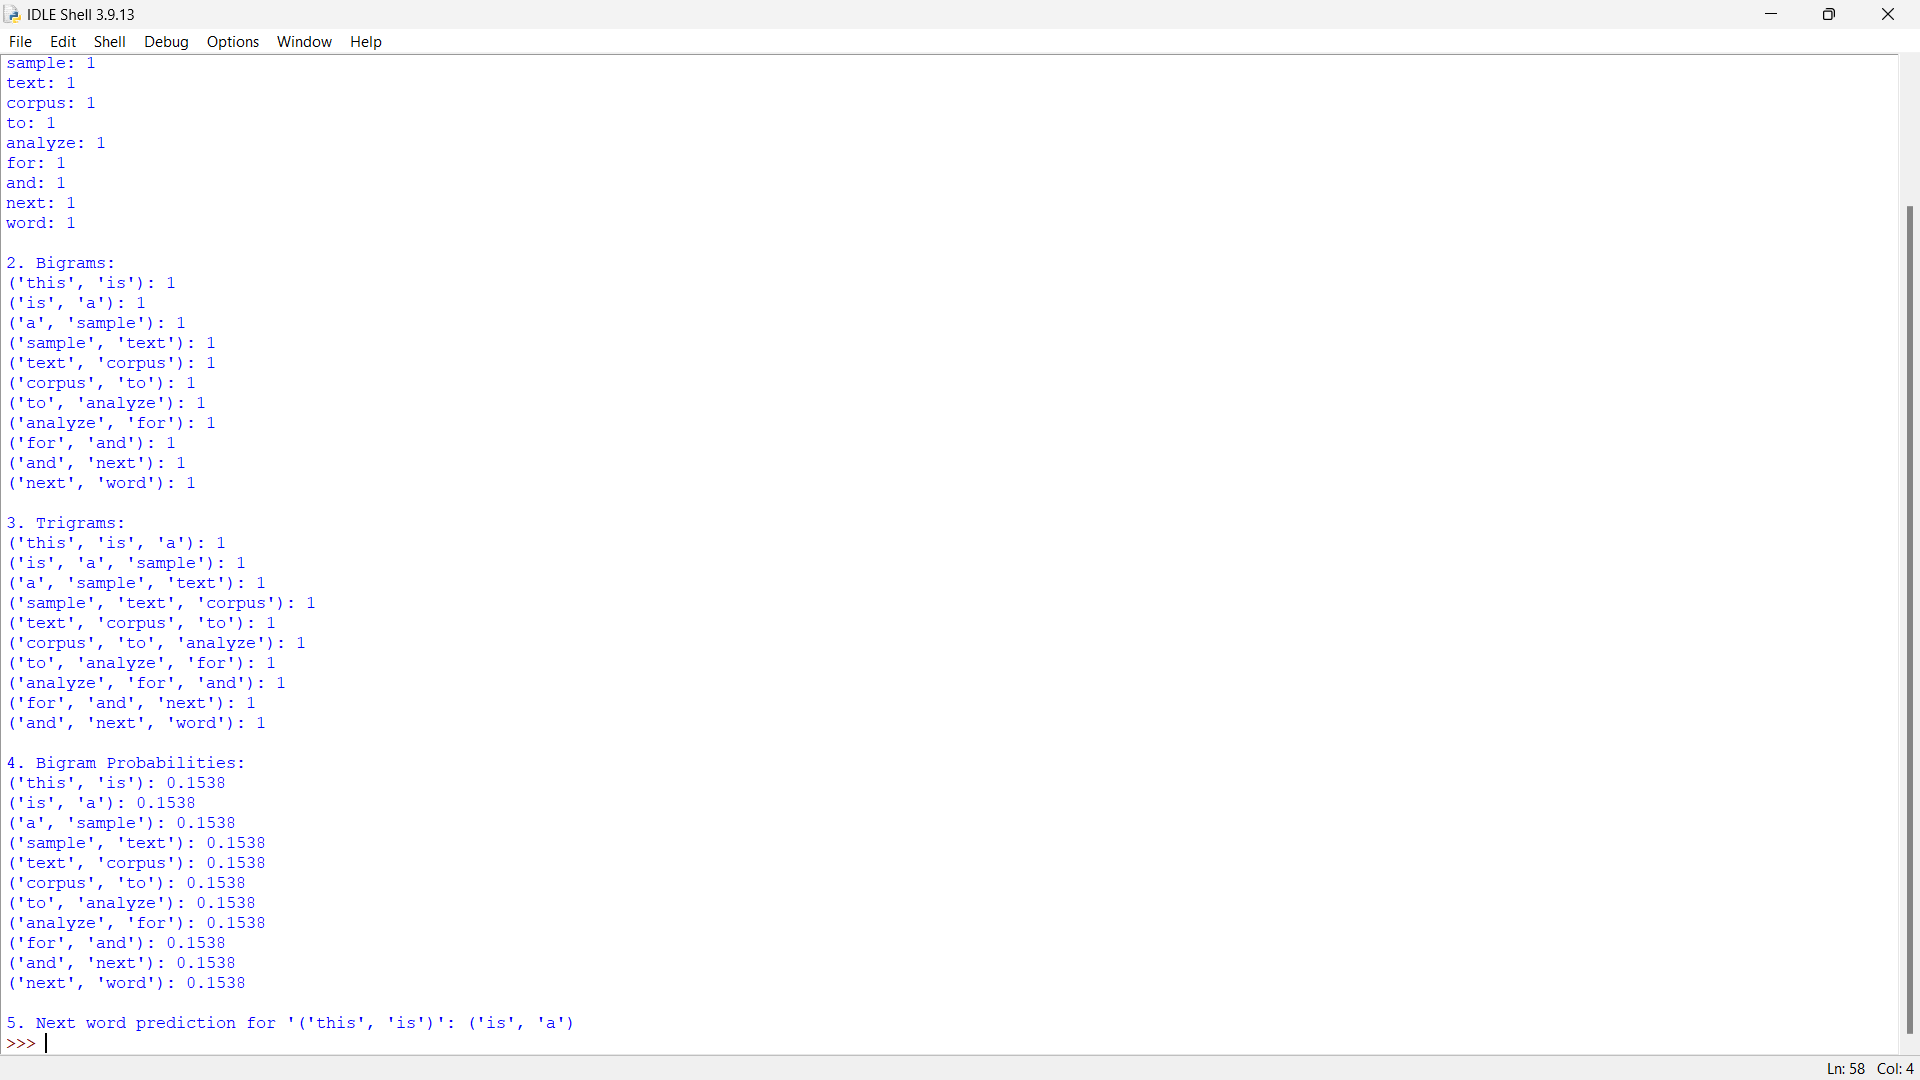 IDLE Shell 3.9.13
File Edit Shell Debug Options Window Help
sample: 1
text: 1
corpus: 1
to: 1
analyze: 1
for: 1
and: 1
next: 1
word: 1
2. Bigrams:
('this', 'is'): 1
('is', 'a'): 1
('a', 'sample'): 1
('sample', 'text'): 1
('text', 'corpus'): 1
('corpus', 'to'): 1
('to', 'analyze'): 1
('analyze', 'for'): 1
('for', 'and'): 1
('and', 'next'): 1
('next', 'word'): 1
3. Trigrams:
('this', 'is', 'a'): 1
('is', 'a', 'sample'): 1
('a', 'sample', 'text'): 1
('sample', 'text', 'corpus'): 1
('text', 'corpus', 'to'): 1
('corpus', 'to', 'analyze'): 1
('to', 'analyze', 'for'): 1
('analyze', 'for', 'and'): 1
('for', 'and', 'next'): 1
('and', 'next', 'word'): 1
4. Bigram Probabilities:
('this', 'is'): 0.1538
('is', 'a'): 0.1538
('a', 'sample'): 0.1538
('sample', 'text'): 0.1538
('text', 'corpus'): 0.1538
('corpus', 'to'): 0.1538
('to', 'analyze'): 0.1538
('analyze', 'for'): 0.1538
('for', 'and'): 0.1538
('and', 'next'): 0.1538
('next', 'word'): 0.1538
5. Next word prediction for '('this', 'is')': ('is', 'a')
>>>
Ln: 58 Col: 4